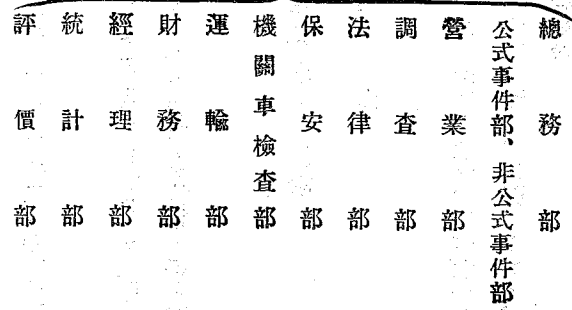 總務部
公式事件部、非公式事件部
營業部
調査部
法律部
保安部
機關車檢査部
運輸部
財務部
經理部
統計部
評價部